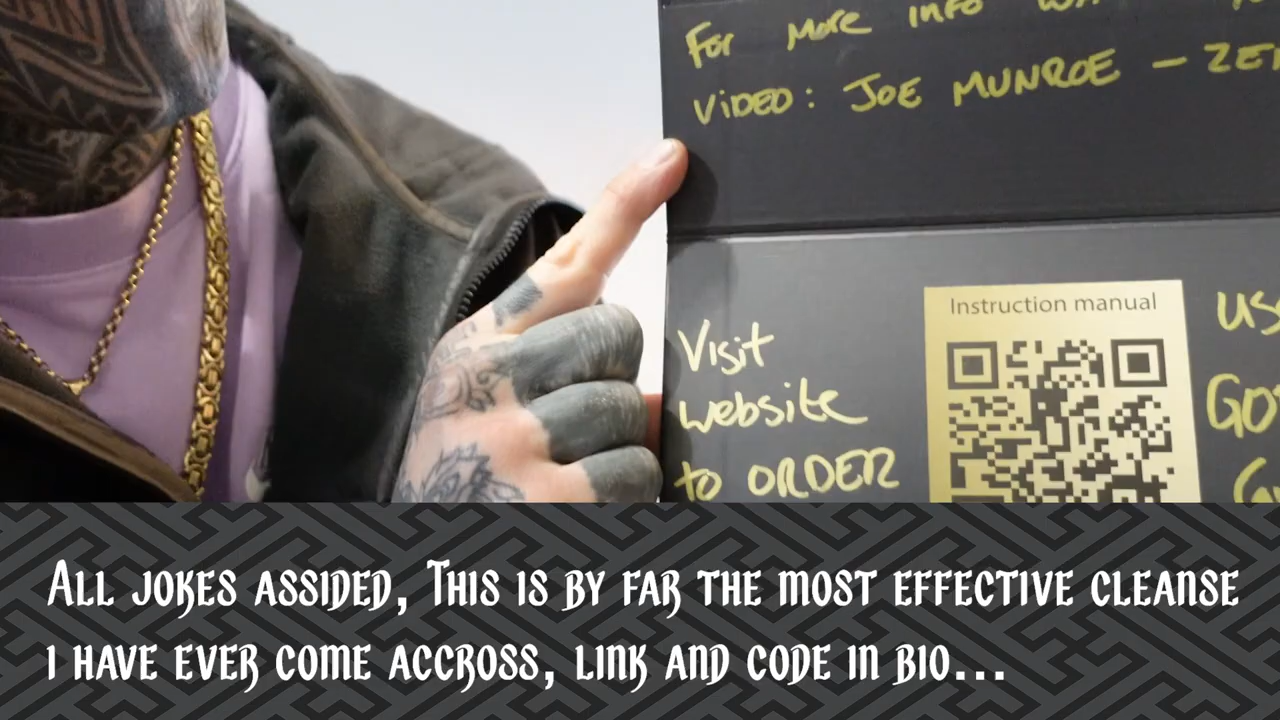 For More info
VIDEO: JOE MUNROE –
Instruction manual
Visit
website
to ORDER
ALL JOKES ASSIDED, THIS IS BY FAR THE MOST EFFECTIVE CLEANSE
I HAVE EVER COME ACCROSS, LINK AND CODE IN BIO...